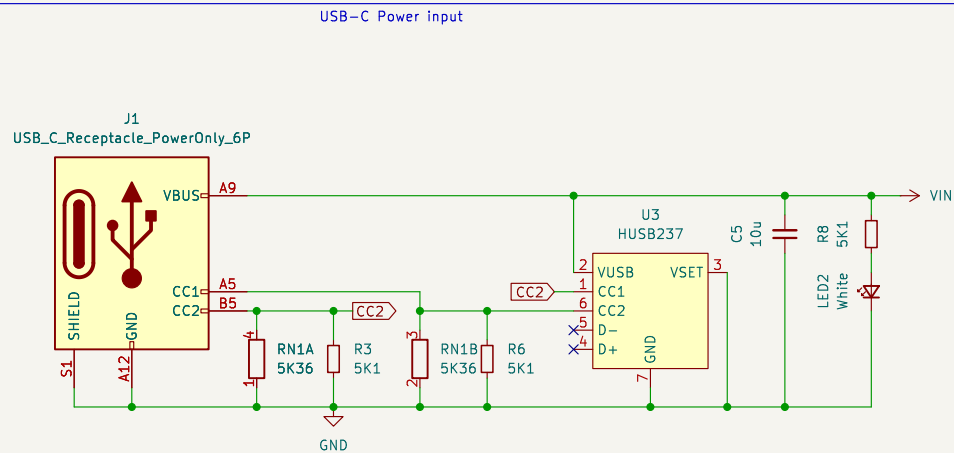 USB-C Power input
J1
USB_C_Receptacle_PowerOnly_6P
VBUS
A9
CC1
A5
CC2
B5
SHIELD
GND
S1
A12
4
RN1A
5K36
1
R3
5K1
CC2
GND
3
RN1B
5K36
2
R6
5K1
CC2
U3
HUSB237
2
VUSB
1
CC1
6
CC2
5
D-
4
D+
VSET
3
GND
7
C5
10u
R8
5K1
LED2
White
VIN